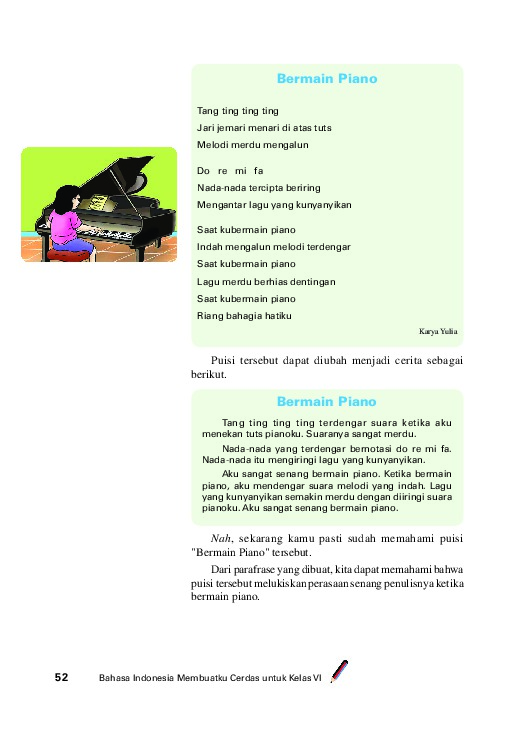 Bermain Piano
Tang ting ting ting
Jari jemari menari di atas tuts
Melodi merdu mengalun
Do re mi fa
Nada-nada tercipta beriring
Mengantar lagu yang kunyanyikan
Saat kubermain piano
Indah mengalun melodi terdengar
Saat kubermain piano
Lagu merdu berhias dentingan
Saat kubermain piano
Riang bahagia hatiku
Karya Yulia
Puisi tersebut dapat diubah menjadi cerita sebagai
berikut.
Bermain Piano
Tang ting ting ting terdengar suara ketika aku
menekan tuts pianoku. Suaranya sangat merdu.
Nada-nada yang terdengar bernotasi do re mi fa.
Nada-nada itu mengiringi lagu yang kunyanyikan.
Aku sangat senang bermain piano. Ketika bermain
piano, aku mendengar suara melodi yang indah. Lagu
yang kunyanyikan semakin merdu dengan diiringi suara
pianoku. Aku sangat senang bermain piano.
Nah, sekarang kamu pasti sudah memahami puisi
"Bermain Piano" tersebut.
Dari parafrase yang dibuat, kita dapat memahami bahwa
puisi tersebut melukiskan perasaan senang penulisnya ketika
bermain piano.
52 Bahasa Indonesia Membuatku Cerdas untuk Kelas VI